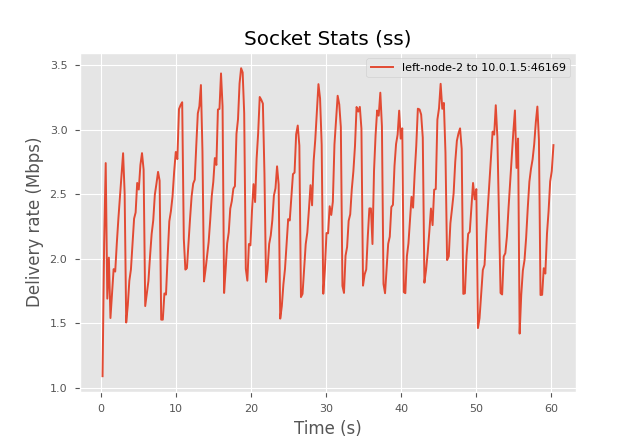 Socket Stats (ss)
left-node-2 to 10.0.1.5:46169
Delivery rate (Mbps)
3.5
3.0
2.5
2.0
1.5
1.0
0 10 20 30 40 50 60
Time (s)